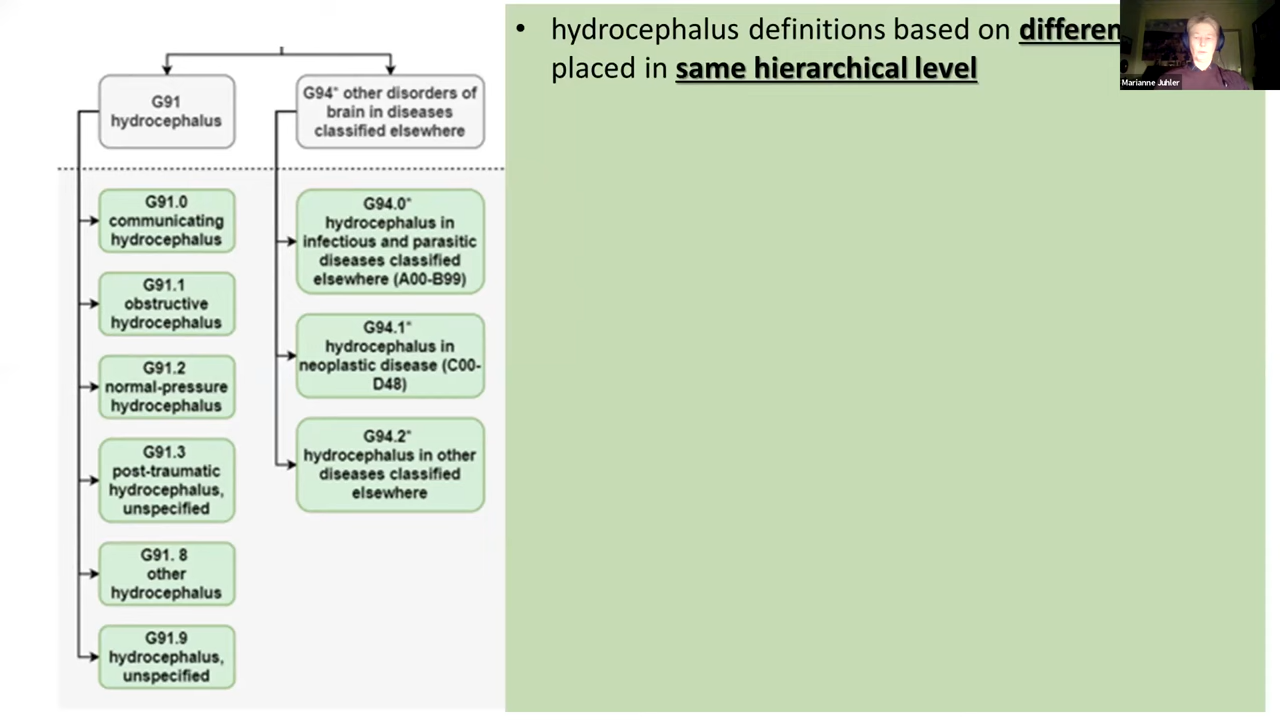 • hydrocephalus definitions based on differen
placed in same hierarchical level
Marianne Juhler
G91
hydrocephalus
G94* other disorders of
brain in diseases
classified elsewhere
G91.0
communicating
hydrocephalus
G91.1
obstructive
hydrocephalus
G91.2
normal-pressure
hydrocephalus
G91.3
post-traumatic
hydrocephalus,
unspecified
G91. 8
other
hydrocephalus
G91.9
hydrocephalus,
unspecified
G94.0*
hydrocephalus in
infectious and parasitic
diseases classified
elsewhere (A00-B99)
G94.1*
hydrocephalus in
neoplastic disease (C00-
D48)
G94.2*
hydrocephalus in other
diseases classified
elsewhere